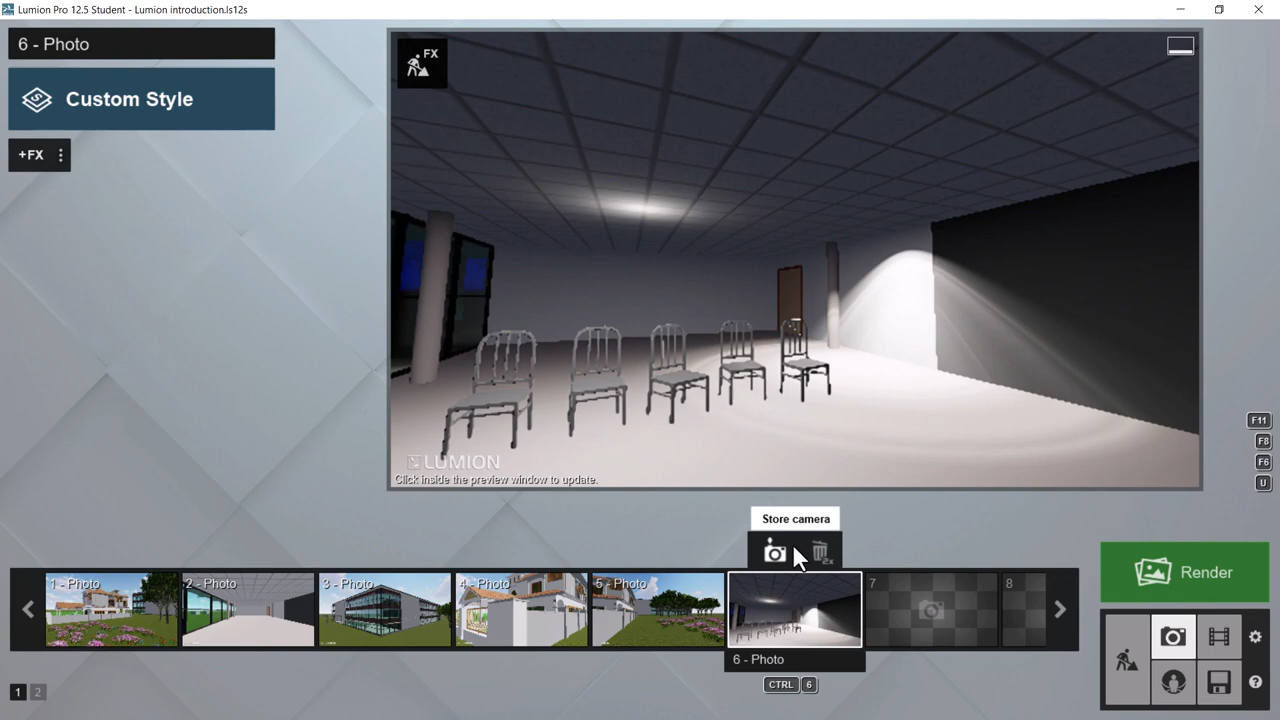 Lumion Pro 12.5 Student - Lumion introduction.ls12s
6 - Photo
Custom Style
+FX
FX
LUMION
Click inside the preview window to update.
F11
F8
F6
U
Store camera
2x
1 - Photo
2 - Photo
3 - Photo
4 - Photo
5 - Photo
7
8
6 - Photo
CTRL 6
Render
1 2
?